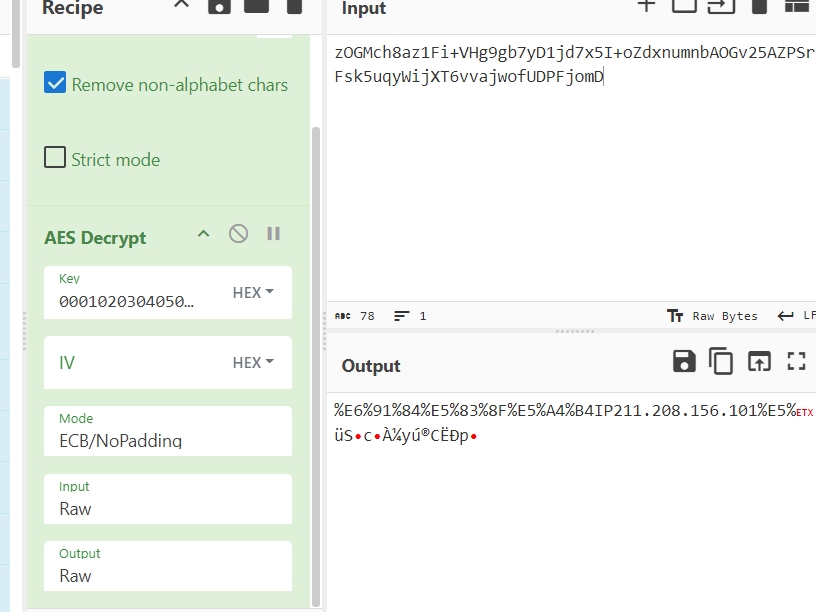 Recipe
Remove non-alphabet chars
Strict mode
AES Decrypt
Key
0001020304050…
HEX
IV
HEX
Mode
ECB/NoPadding
Input
Raw
Output
Raw
Input
zOGMch8az1Fi+VHg9gb7yD1jd7x5I+oZdxnumnbAOGv25AZPSr
Fsk5uqyWijXT6vvajwofUDPFjomD
ABC 78
1
Tт Raw Bytes
LF
Output
%E6%91%84%E5%83%8F%E5%A4%B4IP211.208.156.101%E5%ETX
üS•c•À¼yú®CËÐp•